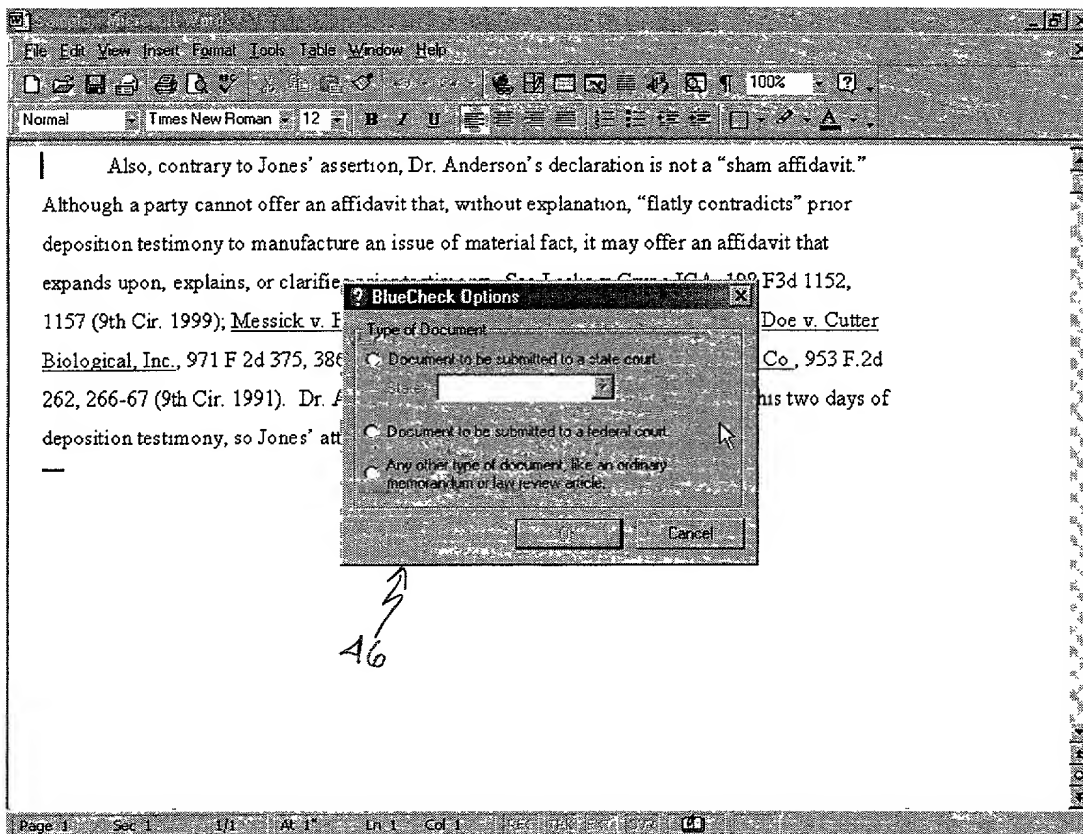 Microsoft Word
File Edit View Insert Format Tools Table Window Help
100%
Normal Times New Roman 12 B I U A
Also, contrary to Jones’ assertion, Dr. Anderson’s declaration is not a “sham affidavit.”
Although a party cannot offer an affidavit that, without explanation, “flatly contradicts” prior
deposition testimony to manufacture an issue of material fact, it may offer an affidavit that
expands upon, explains, or clarifies F3d 1152,
1157 (9th Cir. 1999); Messick v. Doe v. Cutter
Biological, Inc., 971 F 2d 375, 386 Co., 953 F.2d
262, 266-67 (9th Cir. 1991). Dr. his two days of
deposition testimony, so Jones’ att
? BlueCheck Options
Type of Document
Document to be submitted to a state court.
State:
Document to be submitted to a federal court.
Any other type of document, like an ordinary
memorandum or law review article.
Cancel
46
Page 1 Sec 1 1/1 At 1" Ln 1 Col 1